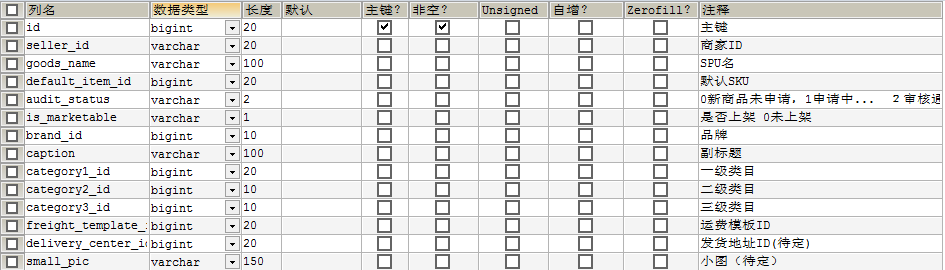 列名 数据类型 长度 默认 主键? 非空? Unsigned 自增? Zerofill? 注释
id bigint 20 主键
seller_id varchar 20 商家ID
goods_name varchar 100 SPU名
default_item_id bigint 20 默认SKU
audit_status varchar 2 0新商品未申请，1申请中... 2 审核通
is_marketable varchar 1 是否上架 0未上架
brand_id bigint 10 品牌
caption varchar 100 副标题
category1_id bigint 20 一级类目
category2_id bigint 10 二级类目
category3_id bigint 10 三级类目
freight_template_ bigint 20 运费模板ID
delivery_center_id bigint 20 发货地址ID(待定)
small_pic varchar 150 小图（待定）